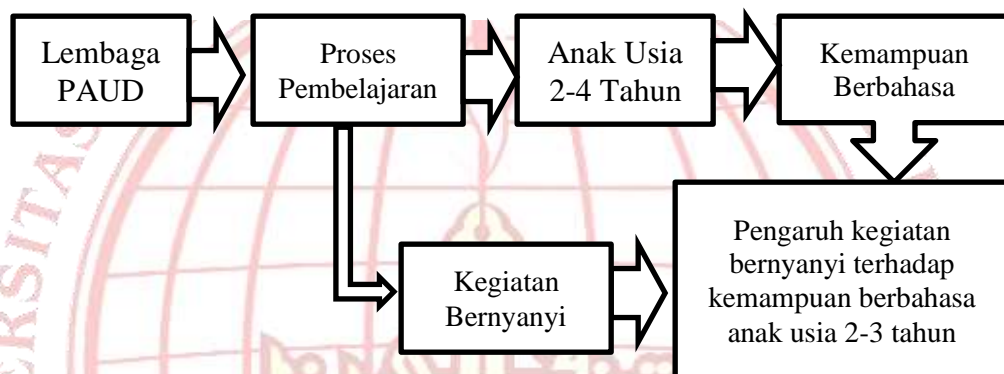 Lembaga
PAUD
Proses
Pembelajaran
Anak Usia
2-4 Tahun
Kemampuan
Berbahasa
Kegiatan
Bernyanyi
Pengaruh kegiatan
bernyanyi terhadap
kemampuan berbahasa
anak usia 2-3 tahun